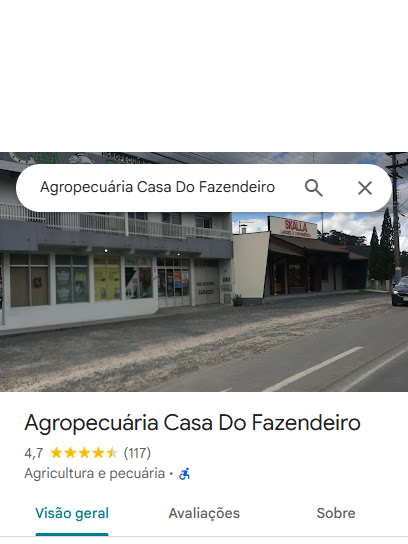 Agropecuária Casa Do Fazendeiro
SKALLA
Agropecuária Casa Do Fazendeiro
4,7 (117)
Agricultura e pecuária ·
Visão geral
Avaliações
Sobre